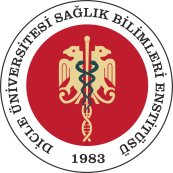 DİCLE ÜNİVERSİTESİ SAĞLIK BİLİMLERİ ENSTİTÜSÜ
1983